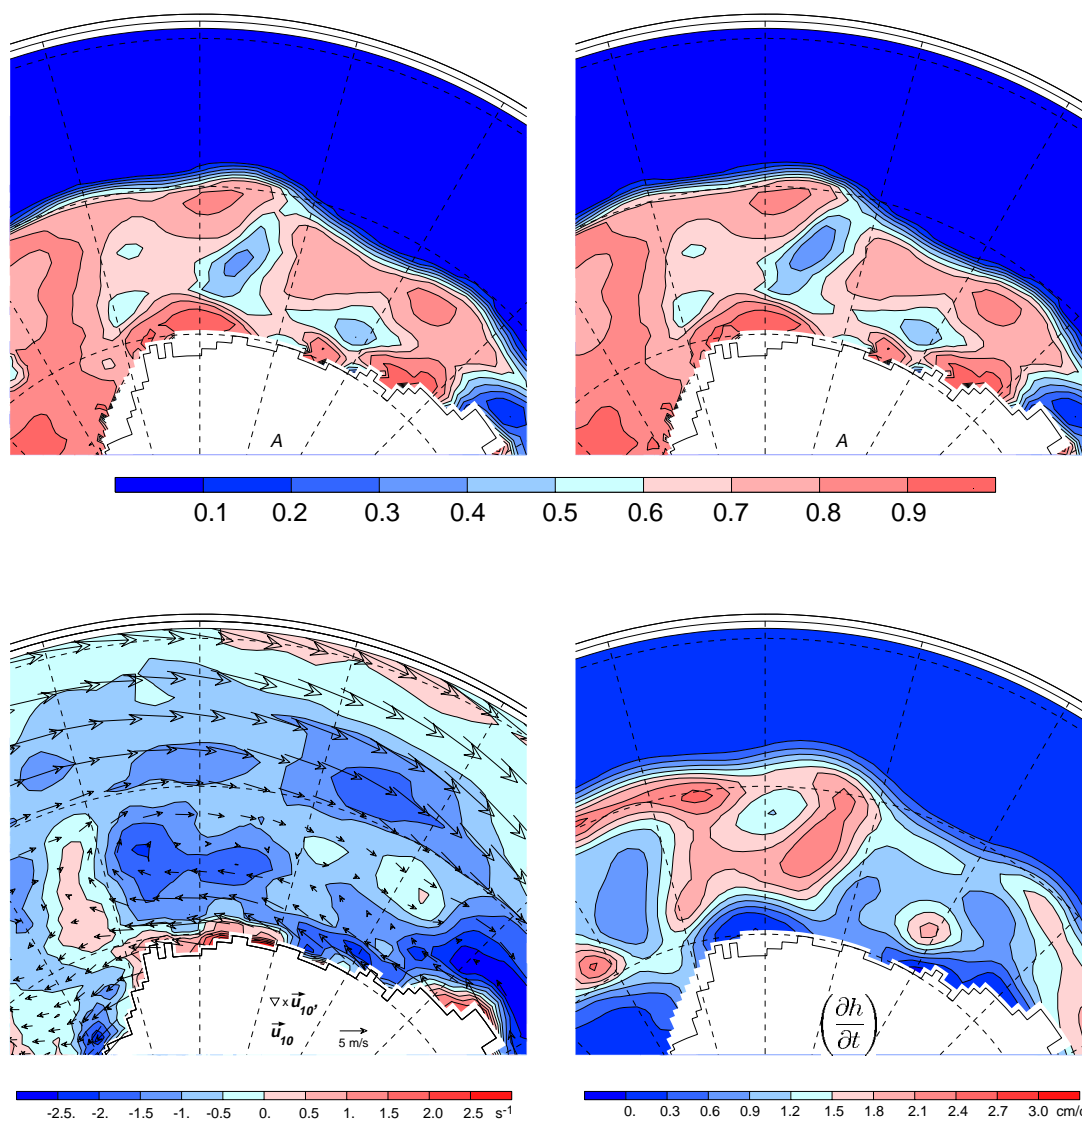 A
A
0.1 0.2 0.3 0.4 0.5 0.6 0.7 0.8 0.9
∇ x u⃗10,
u⃗10
5 m/s
(∂h/∂t)
-2.5. -2. -1.5. -1. -0.5 0. 0.5 1. 1.5 2.0 2.5 s-1
0. 0.3 0.6 0.9 1.2 1.5 1.8 2.1 2.4 2.7 3.0 cm/